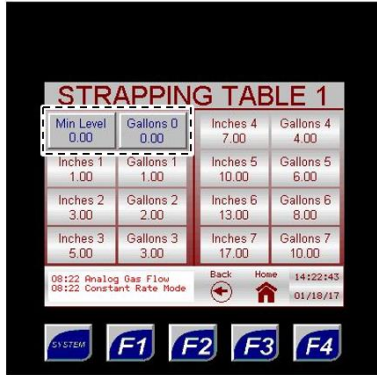 STRAPPING TABLE 1
Min Level Gallons 0 Inches 4 Gallons 4
0.00 0.00 7.00 4.00
Inches 1 Gallons 1 Inches 5 Gallons 5
1.00 1.00 10.00 6.00
Inches 2 Gallons 2 Inches 6 Gallons 6
3.00 2.00 13.00 8.00
Inches 3 Gallons 3 Inches 7 Gallons 7
5.00 3.00 17.00 10.00
08:22 Analog Gas Flow Back Home 14:22:43
08:22 Constant Rate Mode 01/18/17
SYSTEM F1 F2 F3 F4